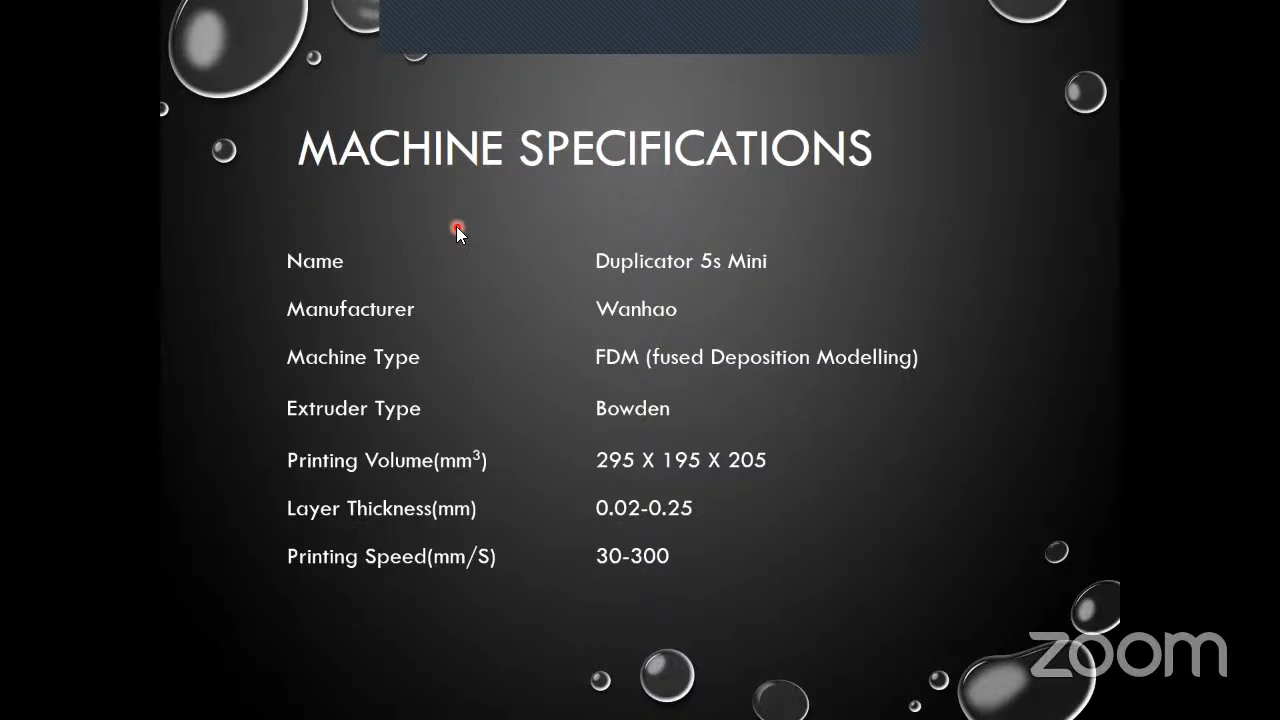 MACHINE SPECIFICATIONS
Name Duplicator 5s Mini
Manufacturer Wanhao
Machine Type FDM (fused Deposition Modelling)
Extruder Type Bowden
Printing Volume(mm³) 295 X 195 X 205
Layer Thickness(mm) 0.02-0.25
Printing Speed(mm/S) 30-300
zoom